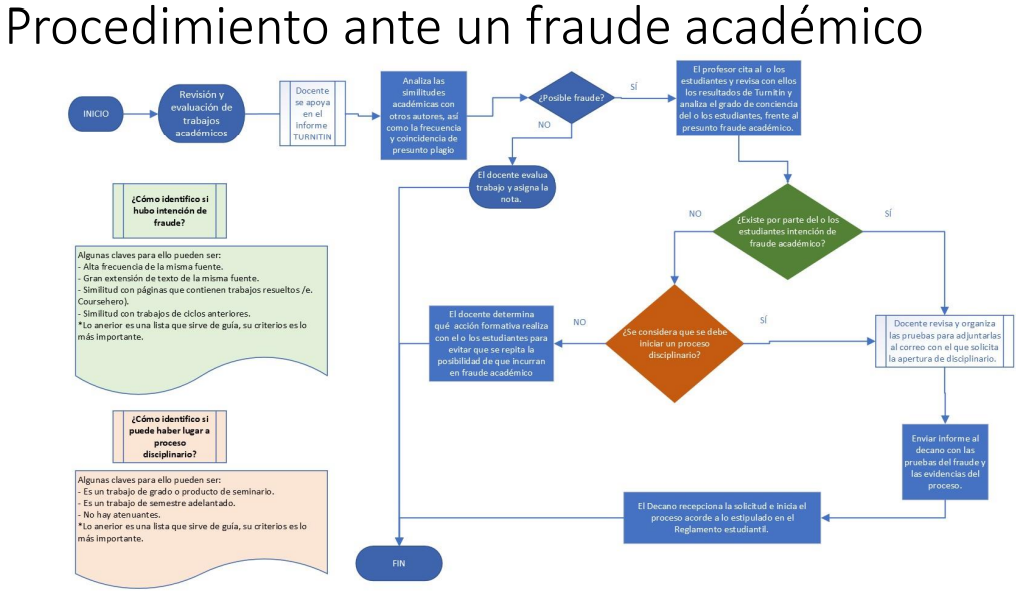 Procedimiento ante un fraude académico
INICIO
Revisión y
evaluación de
trabajos
académicos
Docente
se apoya
en el
informe
TURNITIN
Analiza las
similitudes
académicas con
otros autores, así
como la frecuencia
y coincidencia de
presunto plagio
¿Posible fraude?
SÍ
NO
El profesor cita al o los
estudiantes y revisa con ellos
los resultados de Turnitin y
analiza el grado de conciencia
del o los estudiantes, frente al
presunto fraude académico.
El docente evalua
trabajo y asigna la
nota.
¿Existe por parte del o los
estudiantes intención de
fraude académico?
NO
SÍ
¿Cómo identifico si
hubo intención de
fraude?
Algunas claves para ello pueden ser:
- Alta frecuencia de la misma fuente.
- Gran extensión de texto de la misma fuente.
- Similitud con páginas que contienen trabajos resueltos /e.
Coursehero).
- Similitud con trabajos de ciclos anteriores.
*Lo anerior es una lista que sirve de guía, su criterios es lo
más importante.
El docente determina
qué acción formativa realiza
con el o los estudiantes para
evitar que se repita la
posibilidad de que incurran
en fraude académico
NO
¿Se considera que se debe
iniciar un proceso
disciplinario?
SÍ
Docente revisa y organiza
las pruebas para adjuntarlas
al correo con el que solicita
la apertura de disciplinario.
¿Cómo identifico si
puede haber lugar a
proceso
disciplinario?
Algunas claves para ello pueden ser:
- Es un trabajo de grado o producto de seminario.
- Es un trabajo de semestre adelantado.
- No hay atenuantes.
*Lo anerior es una lista que sirve de guía, su criterios es lo
más importante.
Enviar informe al
decano con las
pruebas del fraude y
las evidencias del
proceso.
El Decano recepciona la solicitud e inicia el
proceso acorde a lo estipulado en el
Reglamento estudiantil.
FIN